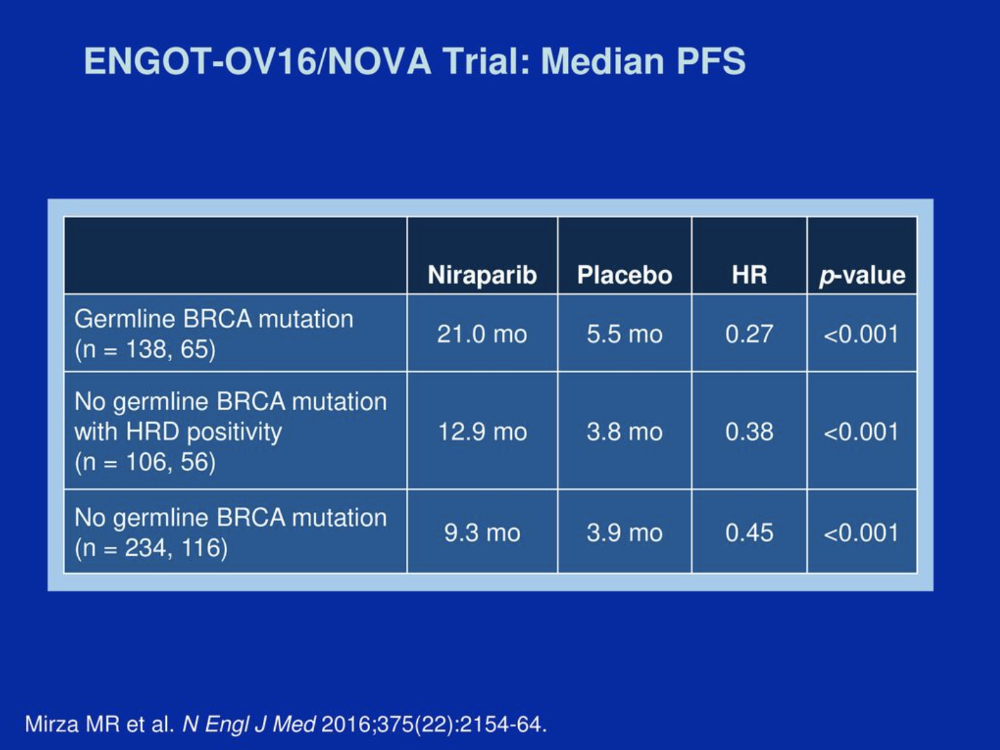 ENGOT-OV16/NOVA Trial: Median PFS
Niraparib Placebo HR p-value
Germline BRCA mutation
(n = 138, 65)
21.0 mo 5.5 mo 0.27 <0.001
No germline BRCA mutation
with HRD positivity
(n = 106, 56)
12.9 mo 3.8 mo 0.38 <0.001
No germline BRCA mutation
(n = 234, 116)
9.3 mo 3.9 mo 0.45 <0.001
Mirza MR et al. N Engl J Med 2016;375(22):2154-64.